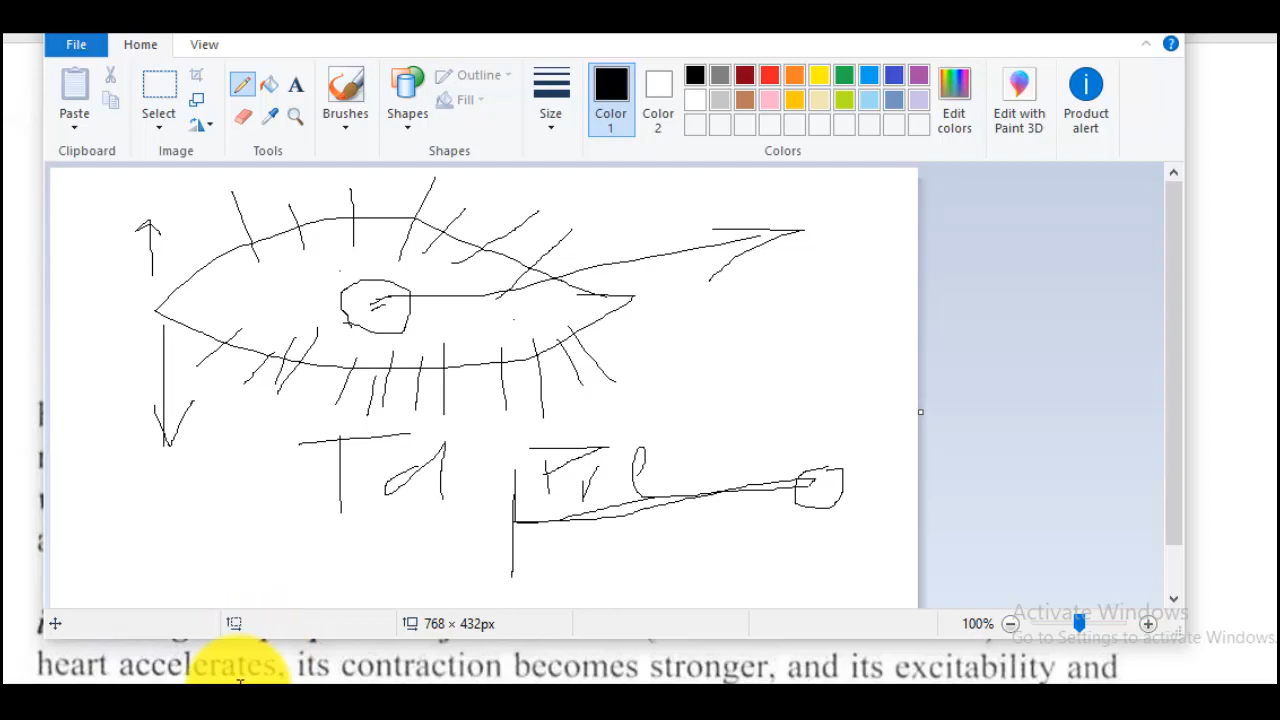 File Home View
Paste Select Brushes Shapes Outline Fill Size Color 1 Color 2 Edit colors Edit with Paint 3D Product alert
Clipboard Image Tools Shapes Colors
768 × 432px 100%
Activate Windows
Go to Settings to activate Windows
heart accelerates, its contraction becomes stronger, and its excitability and